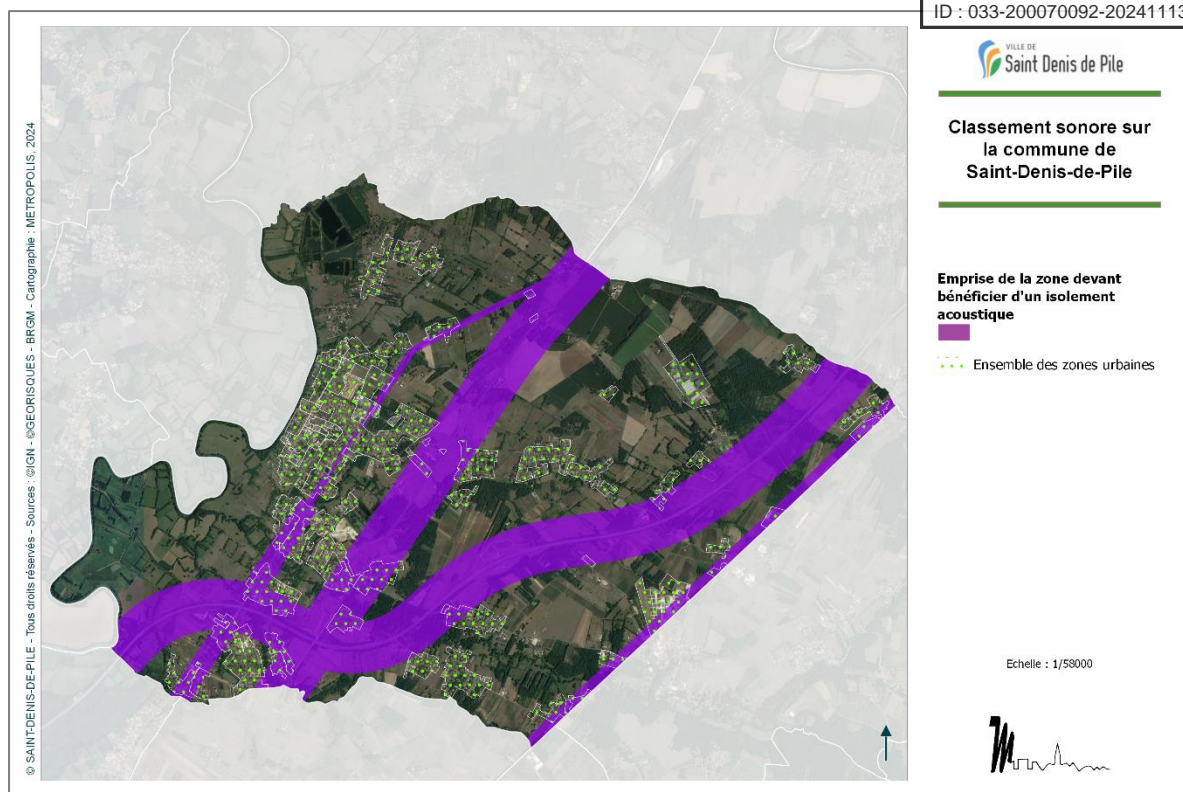 ID : 033-200070092-20241113
VILLE DE
Saint Denis de Pile
Classement sonore sur
la commune de
Saint-Denis-de-Pile
Emprise de la zone devant
bénéficier d'un isolement
acoustique
Ensemble des zones urbaines
Echelle : 1/58000
© SAINT-DENIS-DE-PILE - Tous droits réservés - Sources : ©IGN - ©GEORISQUES - BRGM - Cartographie : METROPOLIS, 2024